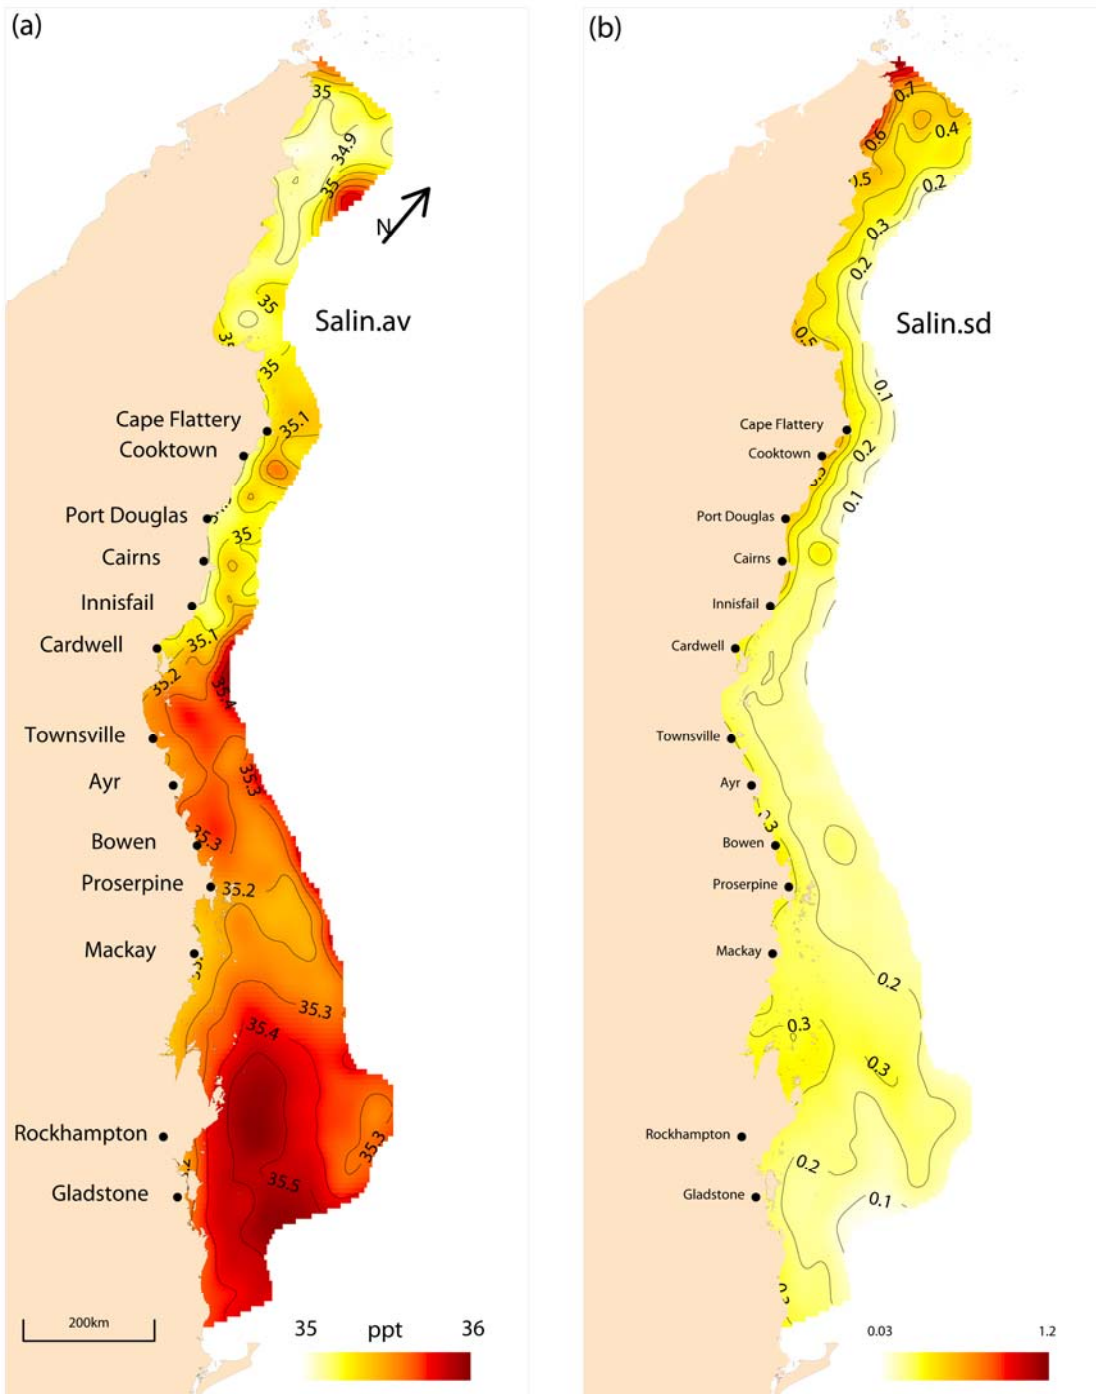 (a)
35
34.9
35
N
Salin.av
35
35
35
Cape Flattery
35.1
Cooktown
Port Douglas
35
Cairns
Innisfail
35.1
Cardwell
35.2
35.4
Townsville
35.3
Ayr
35.3
Bowen
35.2
Proserpine
Mackay
35.3
35.4
Rockhampton
35.3
35.5
Gladstone
200km
35 ppt 36
(b)
0.7
0.6
0.4
0.5
0.2
0.3
0.2
Salin.sd
0.5
0.1
Cape Flattery
Cooktown
0.2
0.1
Port Douglas
Cairns
Innisfail
Cardwell
Townsville
Ayr
Bowen
Proserpine
Mackay
0.2
0.3
0.3
Rockhampton
0.2
Gladstone
0.1
0.03 1.2